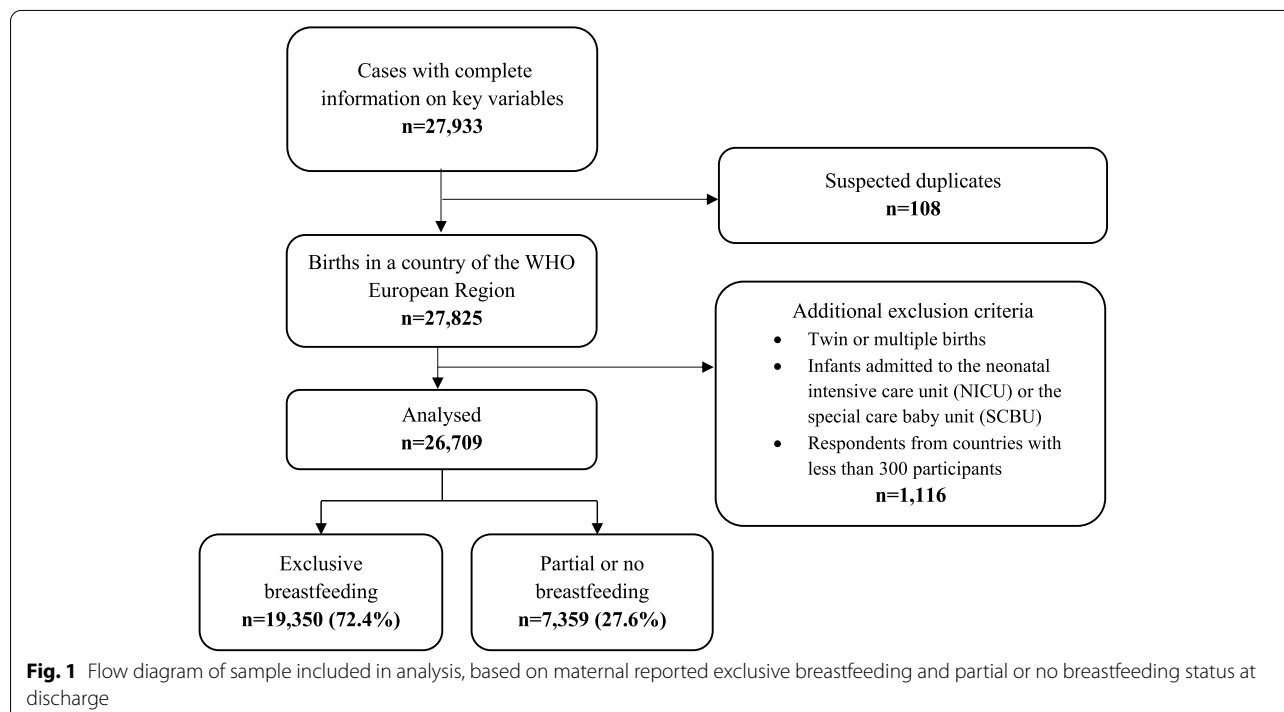 Cases with complete
information on key variables
n=27,933
Suspected duplicates
n=108
Births in a country of the WHO
European Region
n=27,825
Additional exclusion criteria
• Twin or multiple births
• Infants admitted to the neonatal
intensive care unit (NICU) or the
special care baby unit (SCBU)
• Respondents from countries with
less than 300 participants
n=1,116
Analysed
n=26,709
Exclusive
breastfeeding
n=19,350 (72.4%)
Partial or no
breastfeeding
n=7,359 (27.6%)
Fig. 1 Flow diagram of sample included in analysis, based on maternal reported exclusive breastfeeding and partial or no breastfeeding status at
discharge